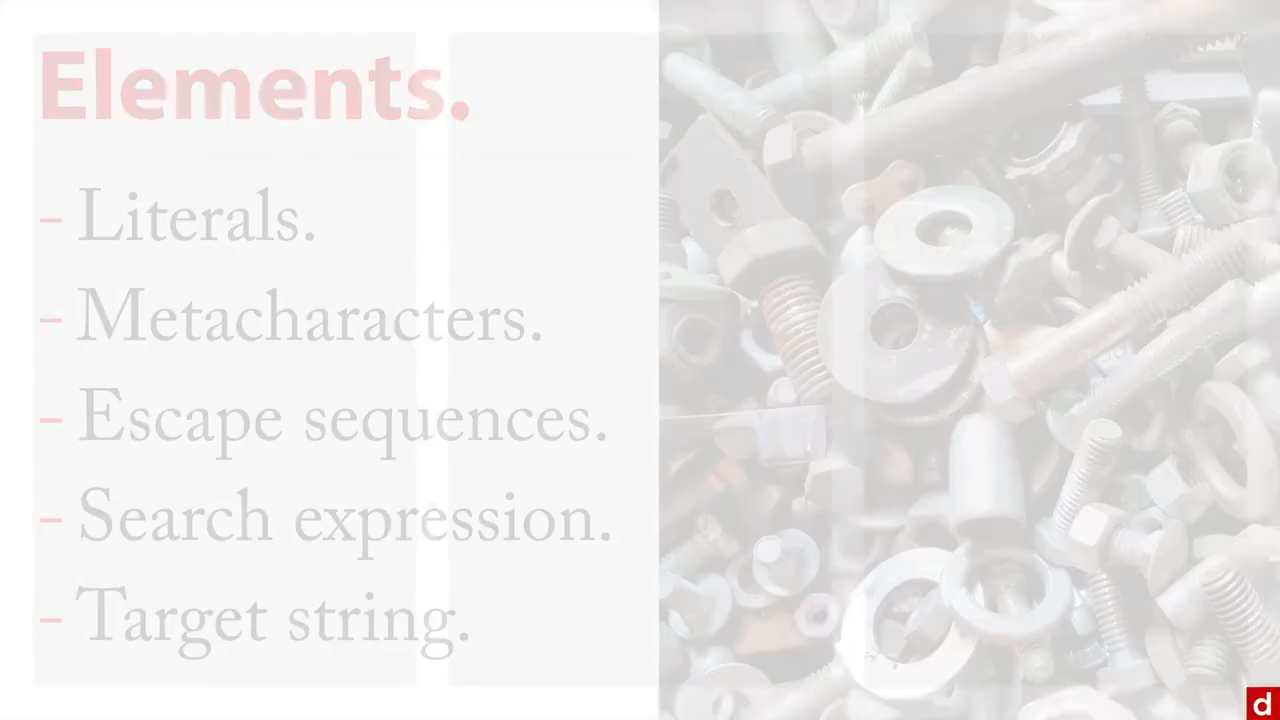 Elements.
– Literals.
– Metacharacters.
– Escape sequences.
– Search expression.
– Target string.
d